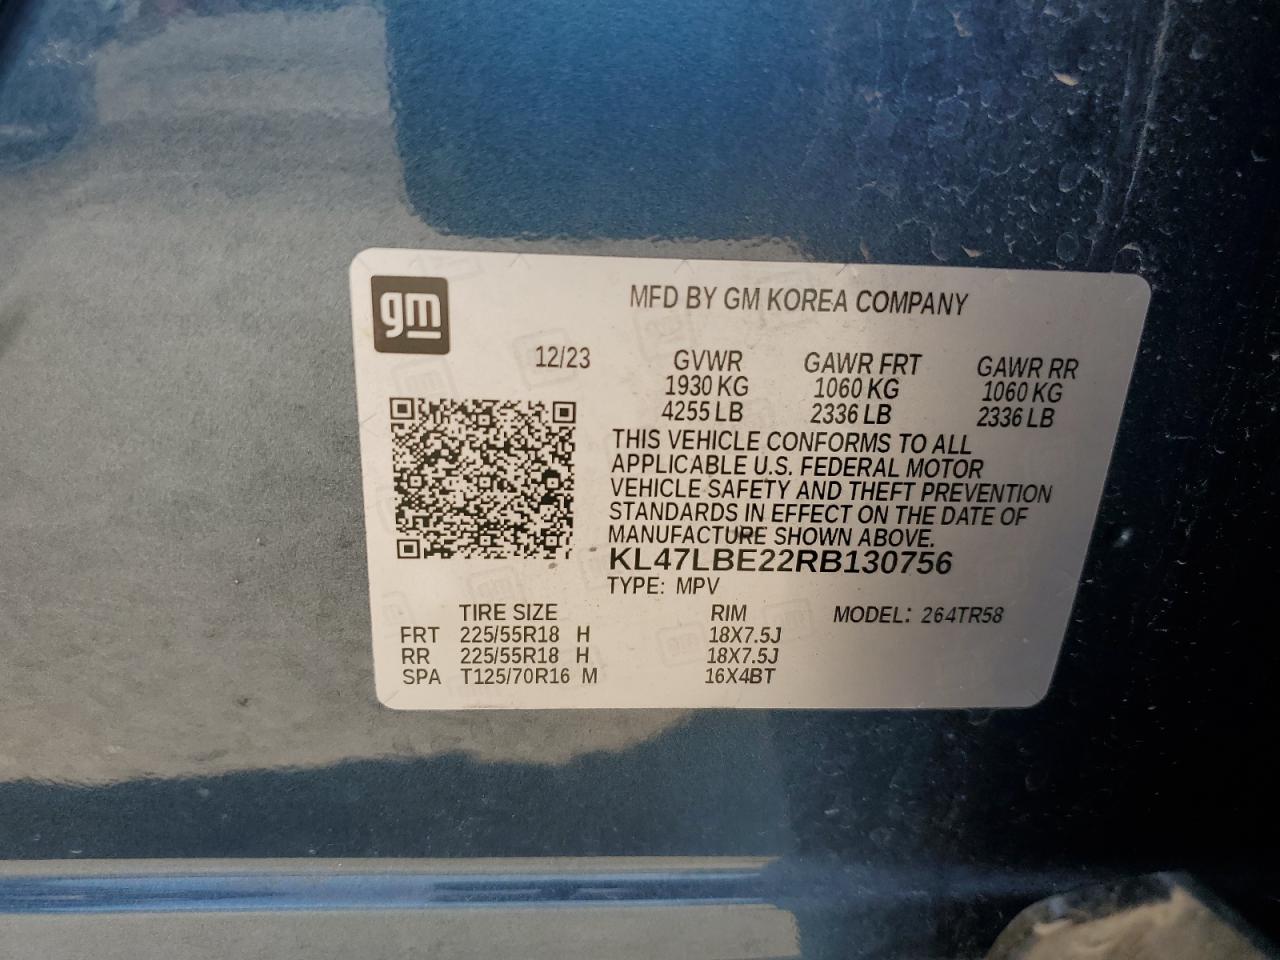 gm
MFD BY GM KOREA COMPANY
12/23
GVWR GAWR FRT GAWR RR
1930 KG 1060 KG 1060 KG
4255 LB 2336 LB 2336 LB
THIS VEHICLE CONFORMS TO ALL
APPLICABLE U.S. FEDERAL MOTOR
VEHICLE SAFETY AND THEFT PREVENTION
STANDARDS IN EFFECT ON THE DATE OF
MANUFACTURE SHOWN ABOVE.
KL47LBE22RB130756
TYPE: MPV
TIRE SIZE RIM MODEL: 264TR58
FRT 225/55R18 H 18X7.5J
RR 225/55R18 H 18X7.5J
SPA T125/70R16 M 16X4BT